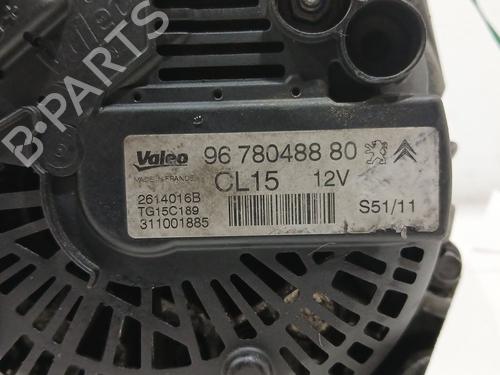 Valeo 96 780488 80
MADE IN FRANCE CL15 12V
2614016B
TG15C189
311001885
S51/11
B-PARTS